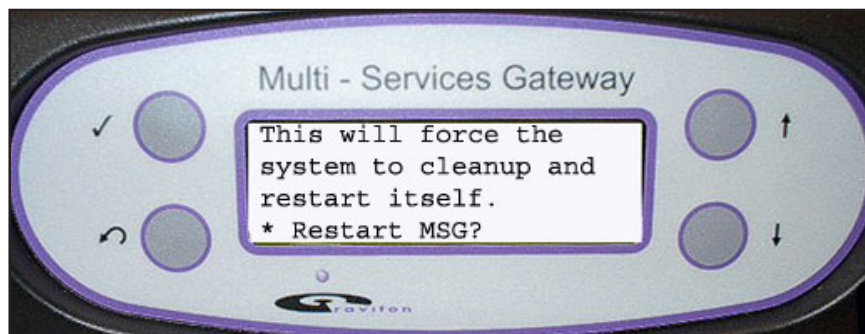 Multi - Services Gateway
This will force the
system to cleanup and
restart itself.
* Restart MSG?
Graviton